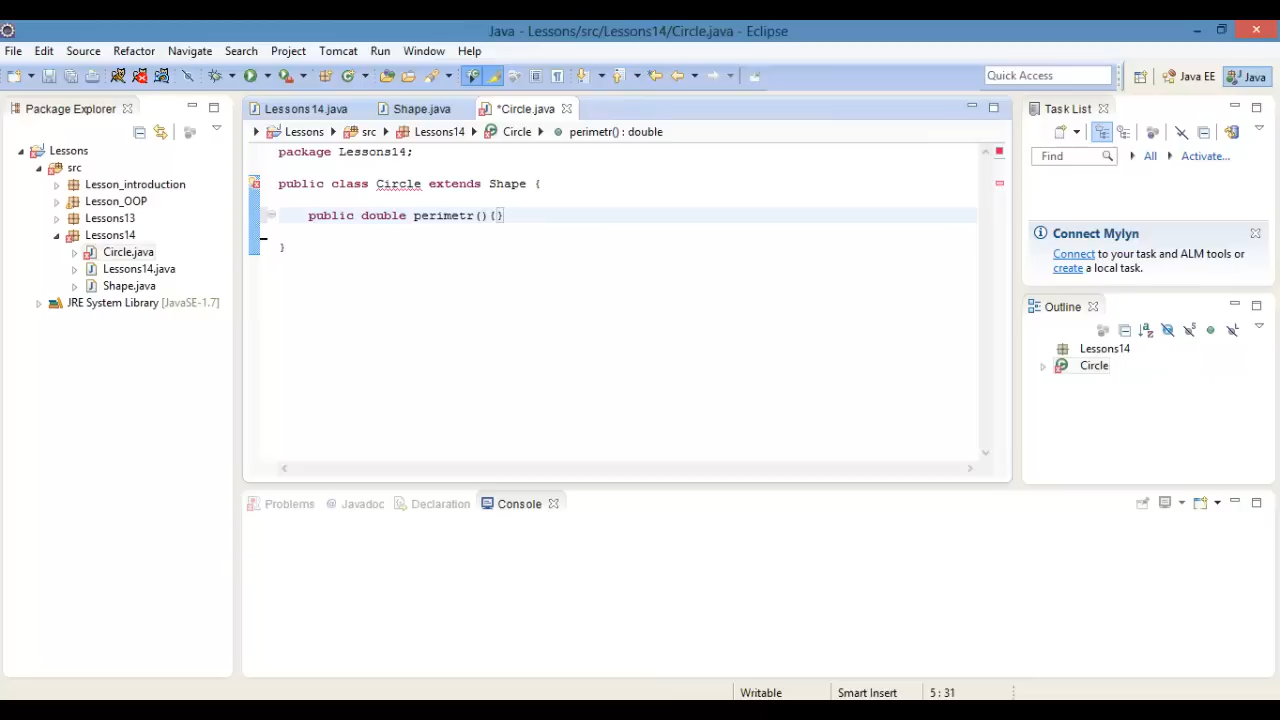 Java - Lessons/src/Lessons14/Circle.java - Eclipse
File Edit Source Refactor Navigate Search Project Tomcat Run Window Help
Quick Access
Java EE
Java
Package Explorer
Lessons
src
Lesson_introduction
Lesson_OOP
Lessons13
Lessons14
Circle.java
Lessons14.java
Shape.java
JRE System Library [JavaSE-1.7]
Lessons14.java Shape.java *Circle.java
Lessons src Lessons14 Circle perimetr() : double
package Lessons14;
public class Circle extends Shape {
public double perimetr(){}
}
Problems @ Javadoc Declaration Console
Task List
Find All Activate...
Connect Mylyn
Connect to your task and ALM tools or
create a local task.
Outline
Lessons14
Circle
Writable Smart Insert 5 : 31